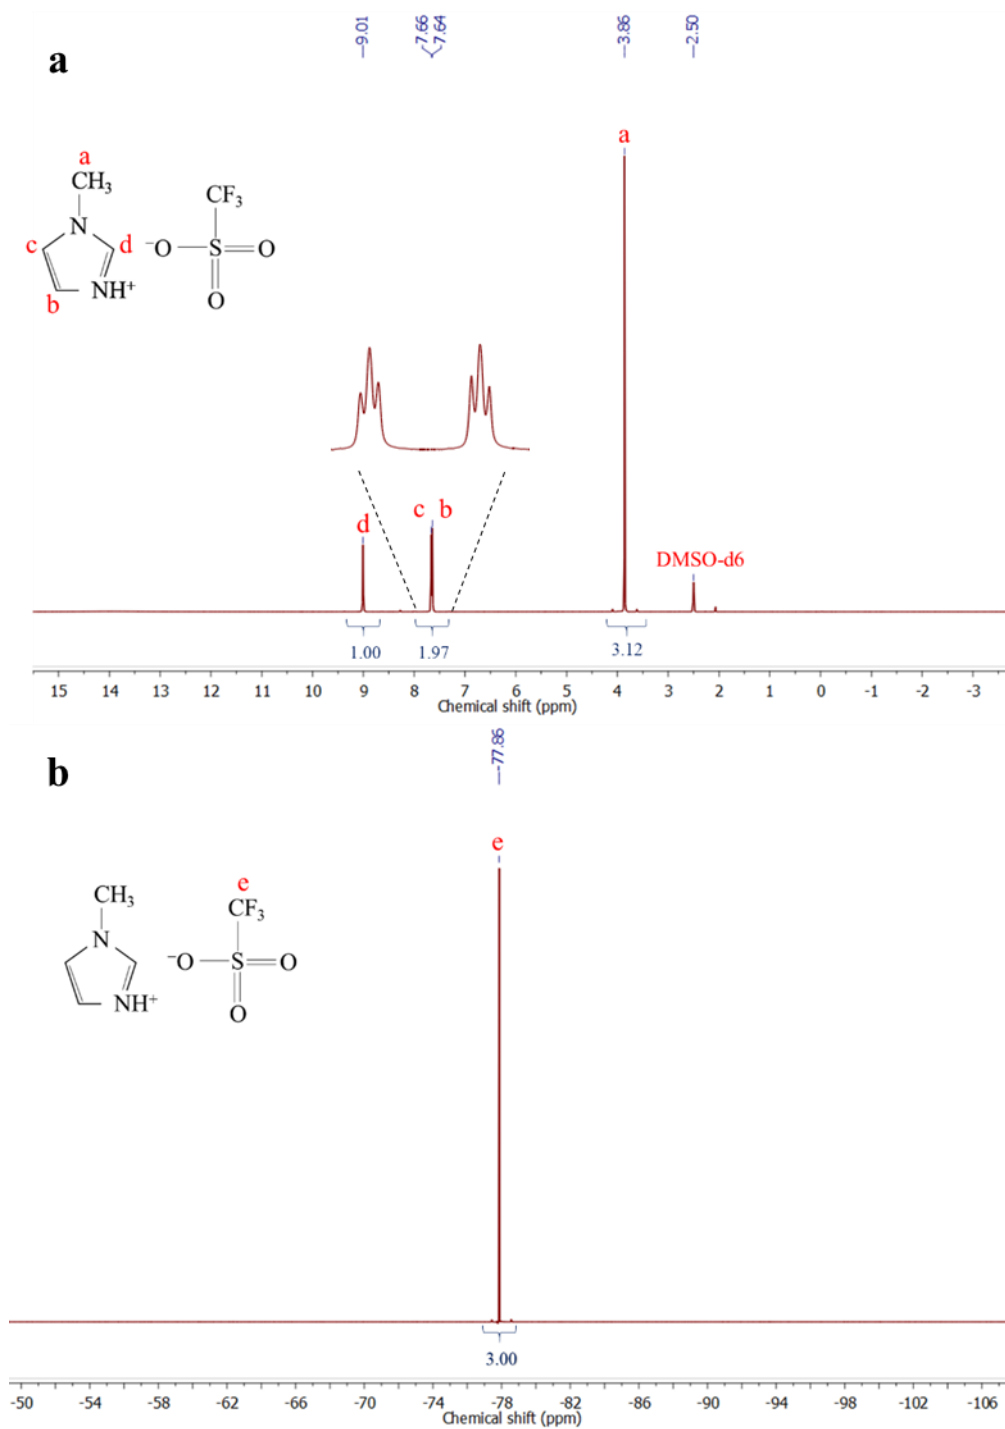 9.01
7.66
7.64
3.86
2.50
a
a
CH₃
N
c
d
b
NH⁺
CF₃
⁻O
S
O
O
a
d
c b
DMSO-d6
1.00
1.97
3.12
15 14 13 12 11 10 9 8 7 6 5 4 3 2 1 0 -1 -2 -3
Chemical shift (ppm)
-77.86
b
e
CH₃
N
NH⁺
e
CF₃
⁻O
S
O
O
3.00
-50 -54 -58 -62 -66 -70 -74 -78 -82 -86 -90 -94 -98 -102 -106
Chemical shift (ppm)